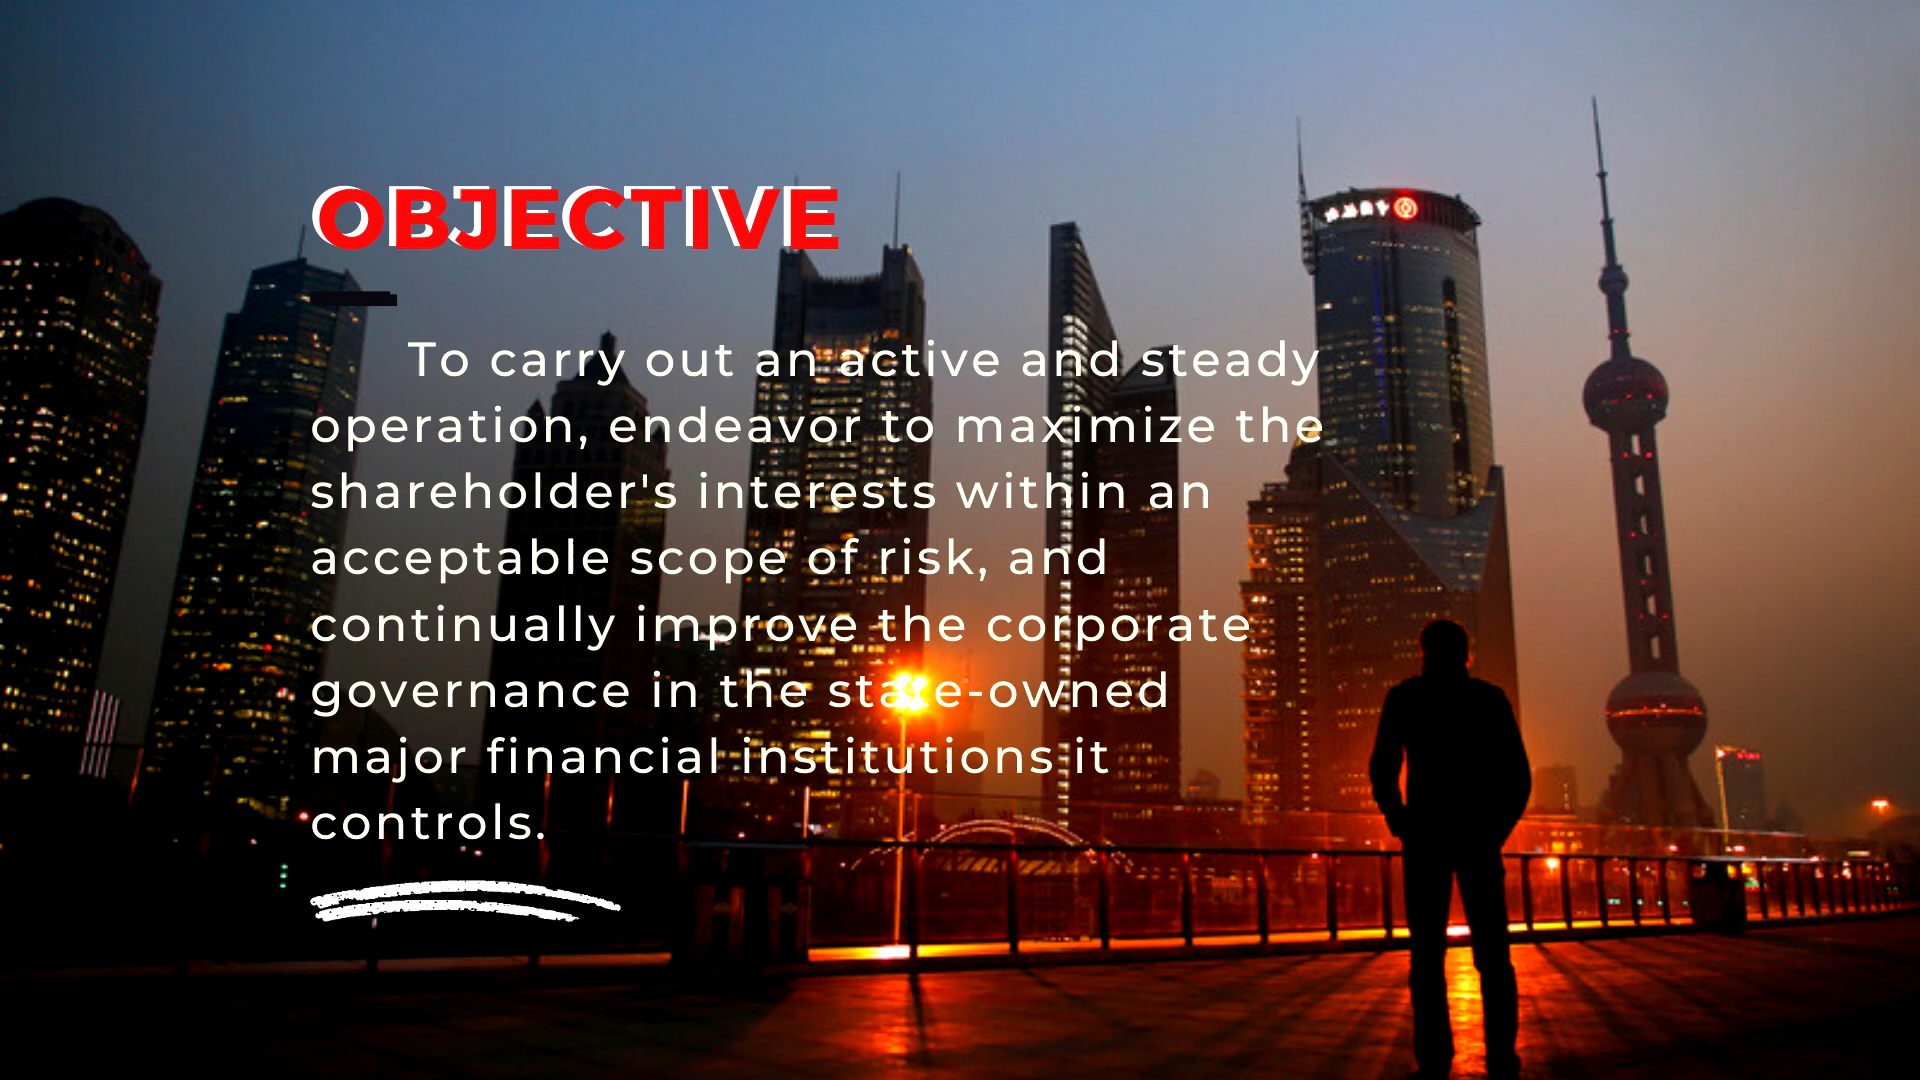 OBJECTIVE
To carry out an active and steady
operation, endeavor to maximize the
shareholder's interests within an
acceptable scope of risk, and
continually improve the corporate
governance in the state-owned
major financial institutions it
controls.